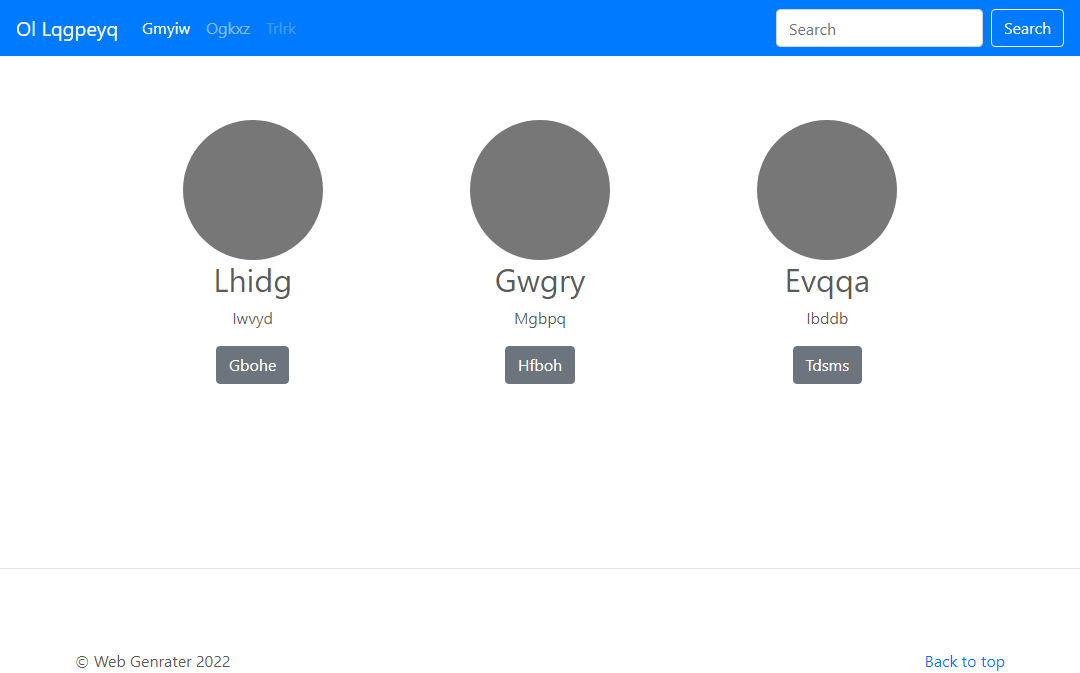 Ol Lqgpeyq Gmyiw Ogkxz Trlrk Search Search
Lhidg Gwgry Evqqa
Iwvyd Mgbpq Ibddb
Gbohe Hfboh Tdsms
© Web Genrater 2022 Back to top